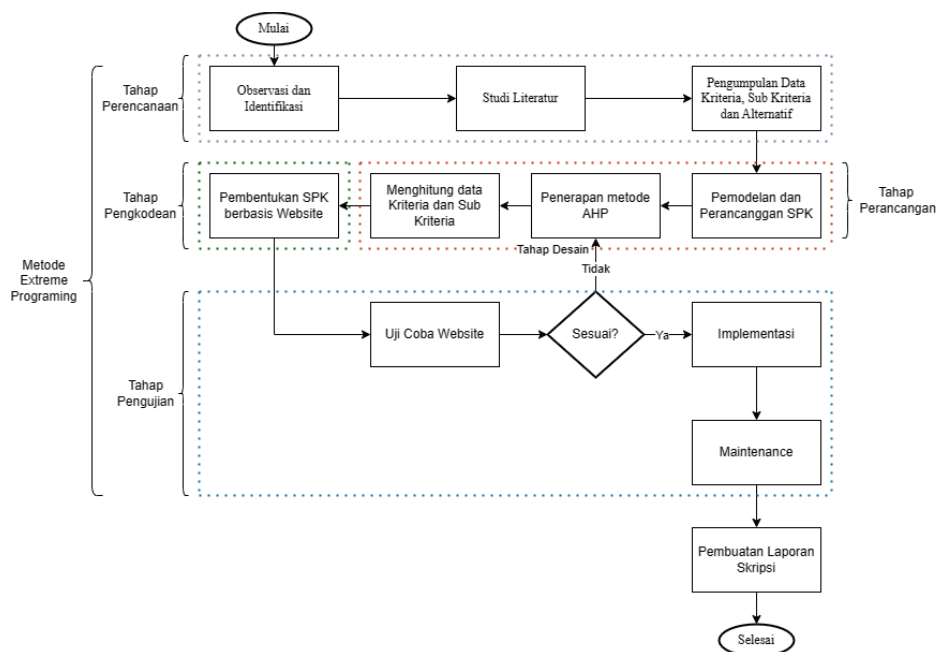 Mulai
Tahap
Perencanaan
Observasi dan
Identifikasi
Studi Literatur
Pengumpulan Data
Kriteria, Sub Kriteria
dan Alternatif
Tahap
Pengkodean
Pembentukan SPK
berbasis Website
Menghitung data
Kriteria dan Sub
Kriteria
Penerapan metode
AHP
Pemodelan dan
Perancanggan SPK
Tahap
Perancangan
Tahap Desain
Tidak
Metode
Extreme
Programing
Uji Coba Website
Sesuai?
Ya
Implementasi
Tahap
Pengujian
Maintenance
Pembuatan Laporan
Skripsi
Selesai